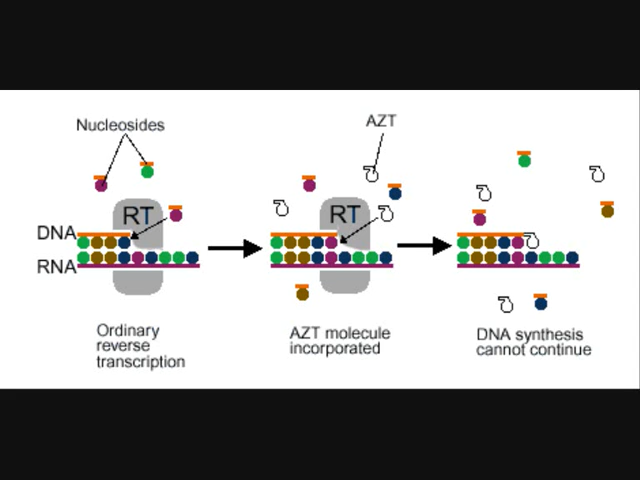 Nucleosides
AZT
RT
RT
DNA
RNA
Ordinary
reverse
transcription
AZT molecule
incorporated
DNA synthesis
cannot continue